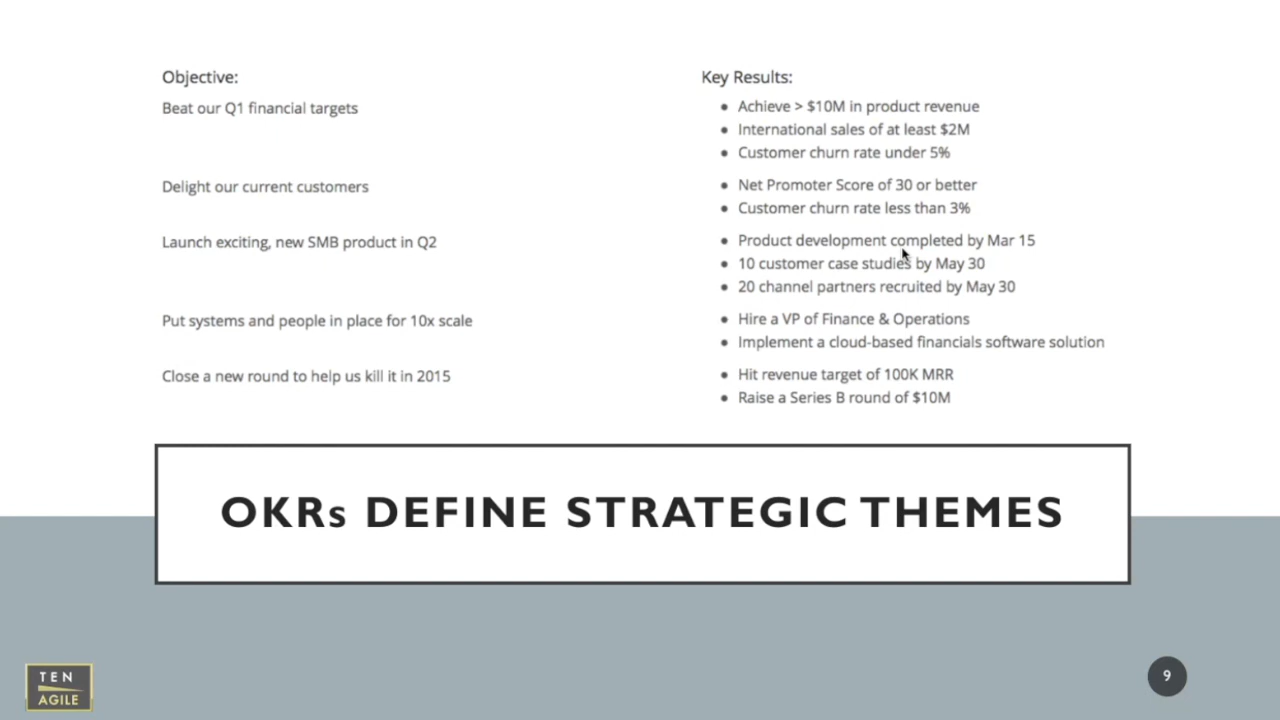 Objective:
Key Results:
Beat our Q1 financial targets
• Achieve > $10M in product revenue
• International sales of at least $2M
• Customer churn rate under 5%
Delight our current customers
• Net Promoter Score of 30 or better
• Customer churn rate less than 3%
Launch exciting, new SMB product in Q2
• Product development completed by Mar 15
• 10 customer case studies by May 30
• 20 channel partners recruited by May 30
Put systems and people in place for 10x scale
• Hire a VP of Finance & Operations
• Implement a cloud-based financials software solution
Close a new round to help us kill it in 2015
• Hit revenue target of 100K MRR
• Raise a Series B round of $10M
OKRs DEFINE STRATEGIC THEMES
TEN
AGILE
9